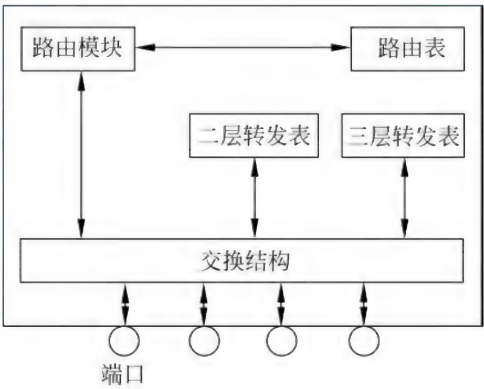 路由模块
路由表
二层转发表
三层转发表
交换结构
端口